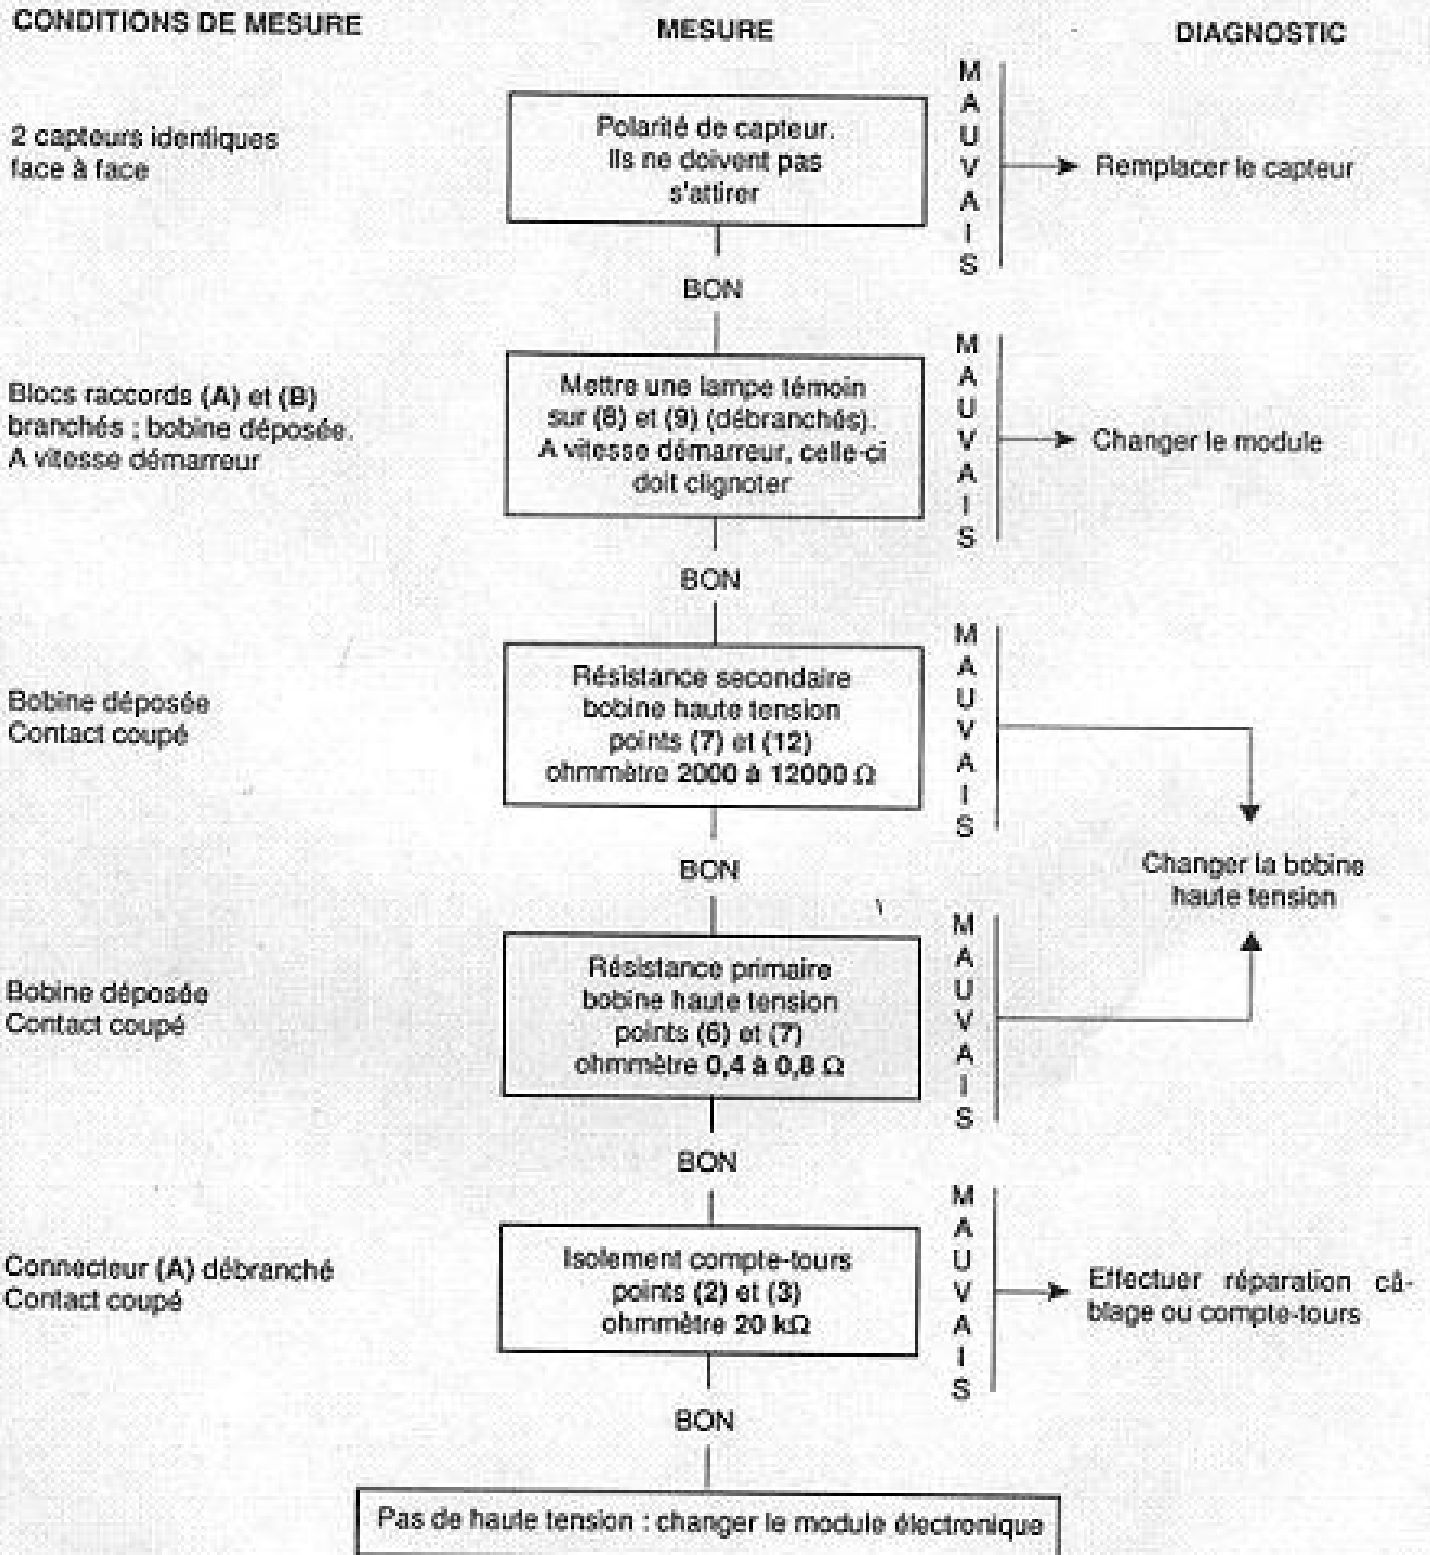 CONDITIONS DE MESURE
MESURE
DIAGNOSTIC
2 capteurs identiques
face à face
Polarité de capteur.
Ils ne doivent pas
s'attirer
MAUVAIS
Remplacer le capteur
BON
Blocs raccords (A) et (B)
branchés : bobine déposée.
A vitesse démarreur
Mettre une lampe témoin
sur (8) et (9) (débranchés).
A vitesse démarreur, celle-ci
doit clignoter
MAUVAIS
Changer le module
BON
Bobine déposée
Contact coupé
Résistance secondaire
bobine haute tension
points (7) et (12)
ohmmètre 2000 à 12000 Ω
MAUVAIS
BON
Changer la bobine
haute tension
Bobine déposée
Contact coupé
Résistance primaire
bobine haute tension
points (6) et (7)
ohmmètre 0,4 à 0,8 Ω
MAUVAIS
BON
Connecteur (A) débranché
Contact coupé
Isolement compte-tours
points (2) et (3)
ohmmètre 20 kΩ
MAUVAIS
Effectuer réparation câ-
blage ou compte-tours
BON
Pas de haute tension : changer le module électronique